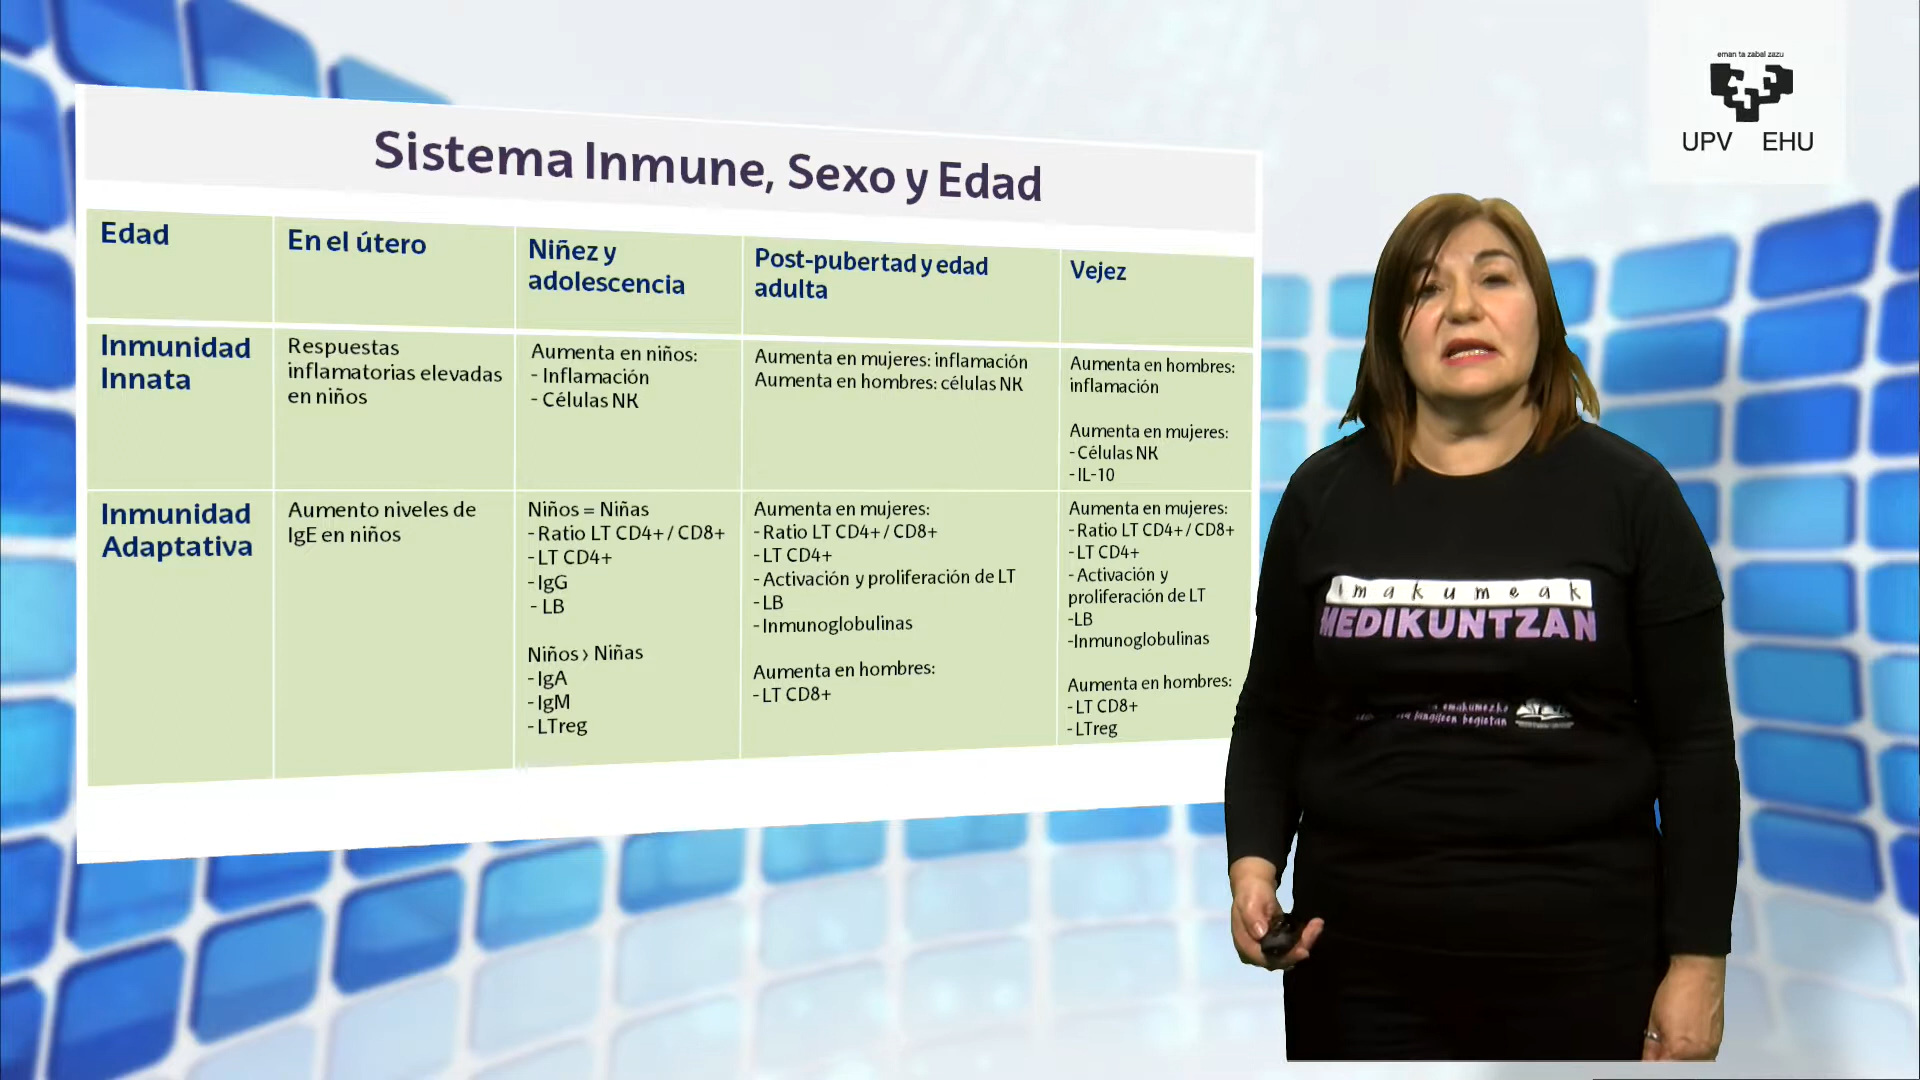 eman ta zabal zazu
UPV EHU
Sistema Inmune, Sexo y Edad
Edad
En el útero
Niñez y
adolescencia
Post-pubertad y edad
adulta
Vejez
Inmunidad
Innata
Respuestas
inflamatorias elevadas
en niños
Aumenta en niños:
- Inflamación
- Células NK
Aumenta en mujeres: inflamación
Aumenta en hombres: células NK
Aumenta en hombres:
inflamación
Aumenta en mujeres:
- Células NK
- IL-10
Inmunidad
Adaptativa
Aumento niveles de
IgE en niños
Niños = Niñas
- Ratio LT CD4+ / CD8+
- LT CD4+
- IgG
- LB
Niños > Niñas
- IgA
- IgM
- LTreg
Aumenta en mujeres:
- Ratio LT CD4+ / CD8+
- LT CD4+
- Activación y proliferación de LT
- LB
- Inmunoglobulinas
Aumenta en hombres:
- LT CD8+
Aumenta en mujeres:
- Ratio LT CD4+ / CD8+
- LT CD4+
- Activación y
proliferación de LT
-LB
-Inmunoglobulinas
Aumenta en hombres:
- LT CD8+
- LTreg
makumeak
MEDIKUNTZAN
emakumezko
langileen begietan